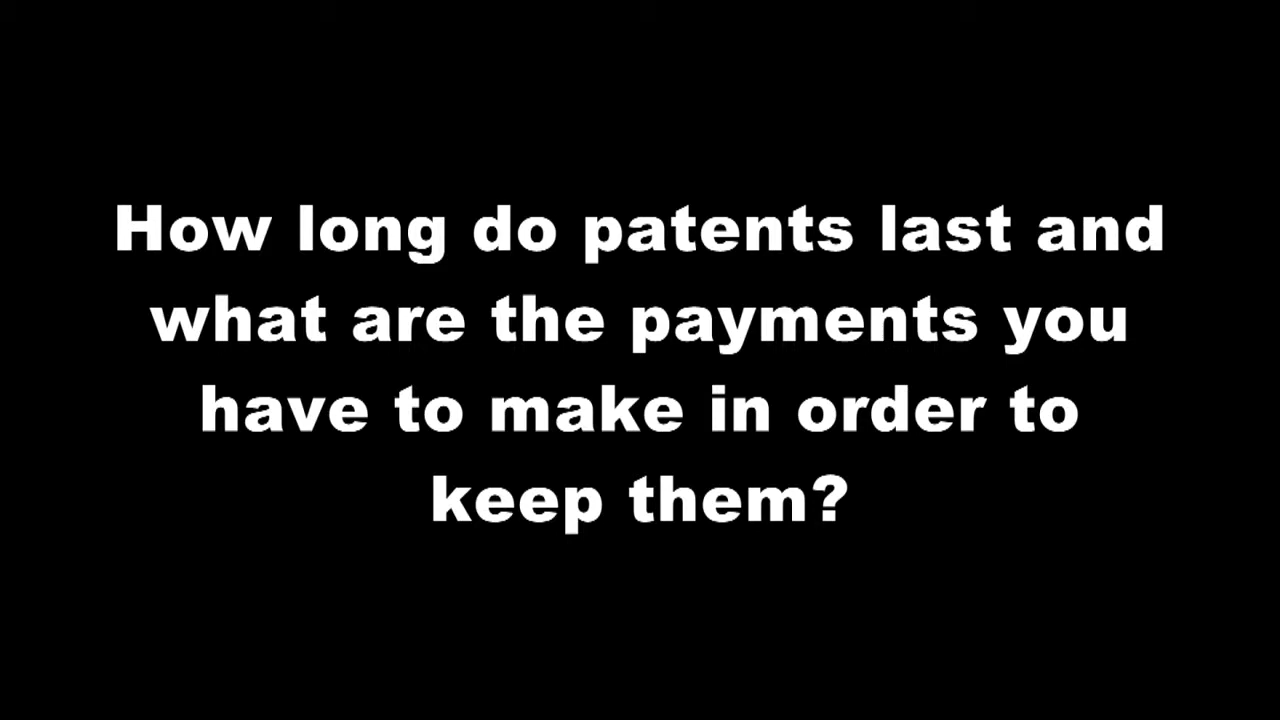 How long do patents last and
what are the payments you
have to make in order to
keep them?